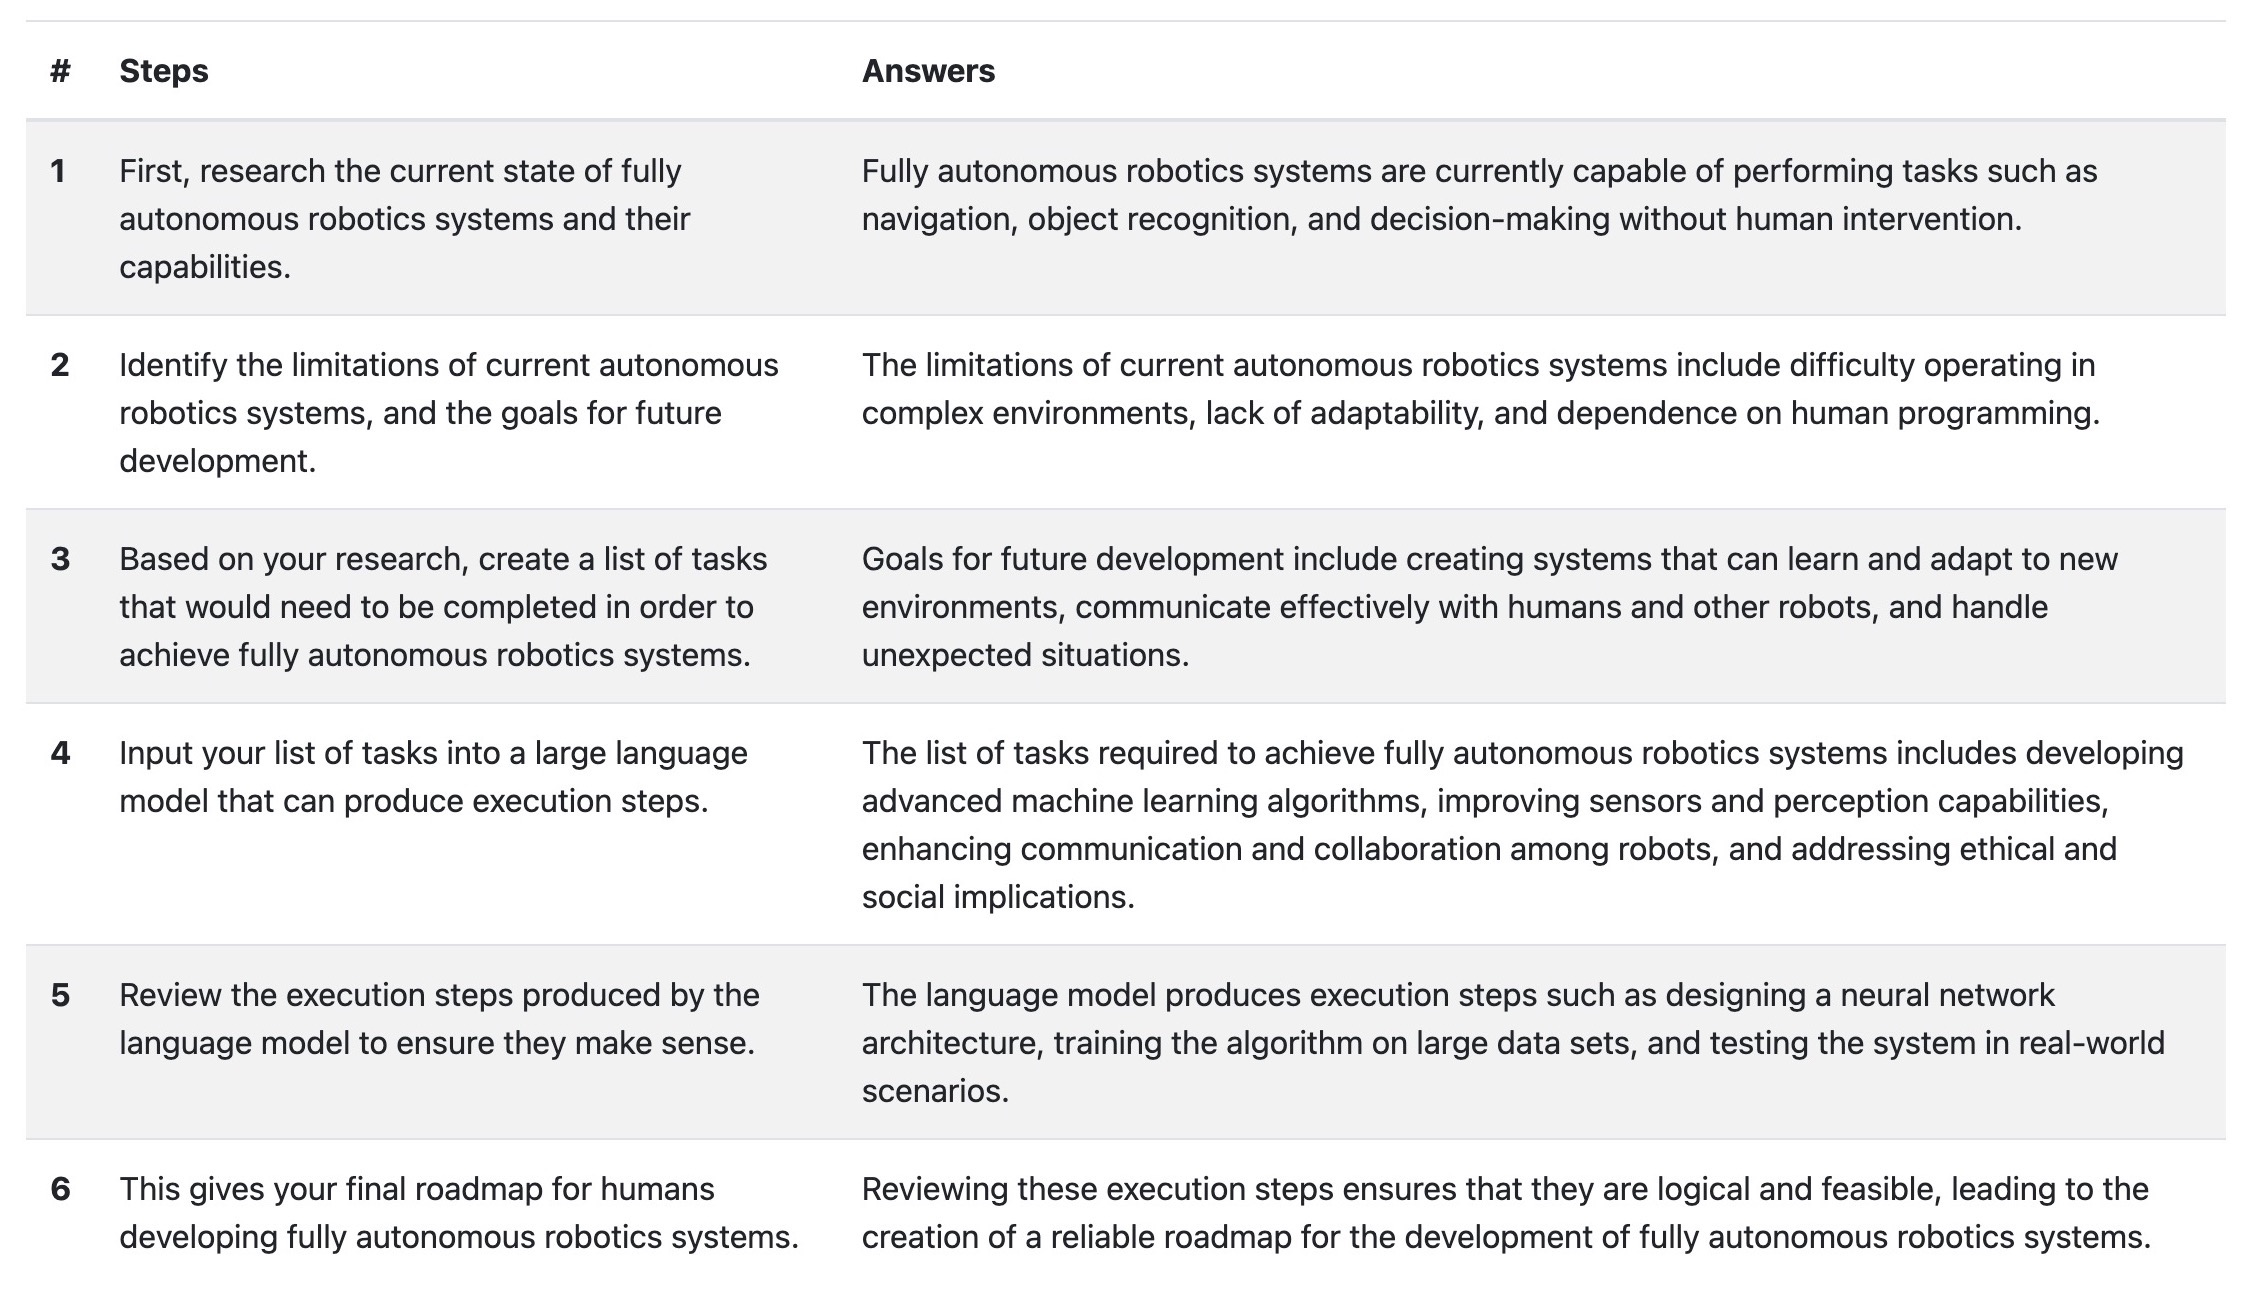 # Steps Answers
1 First, research the current state of fully
autonomous robotics systems and their
capabilities.
Fully autonomous robotics systems are currently capable of performing tasks such as
navigation, object recognition, and decision-making without human intervention.
2 Identify the limitations of current autonomous
robotics systems, and the goals for future
development.
The limitations of current autonomous robotics systems include difficulty operating in
complex environments, lack of adaptability, and dependence on human programming.
3 Based on your research, create a list of tasks
that would need to be completed in order to
achieve fully autonomous robotics systems.
Goals for future development include creating systems that can learn and adapt to new
environments, communicate effectively with humans and other robots, and handle
unexpected situations.
4 Input your list of tasks into a large language
model that can produce execution steps.
The list of tasks required to achieve fully autonomous robotics systems includes developing
advanced machine learning algorithms, improving sensors and perception capabilities,
enhancing communication and collaboration among robots, and addressing ethical and
social implications.
5 Review the execution steps produced by the
language model to ensure they make sense.
The language model produces execution steps such as designing a neural network
architecture, training the algorithm on large data sets, and testing the system in real-world
scenarios.
6 This gives your final roadmap for humans
developing fully autonomous robotics systems.
Reviewing these execution steps ensures that they are logical and feasible, leading to the
creation of a reliable roadmap for the development of fully autonomous robotics systems.